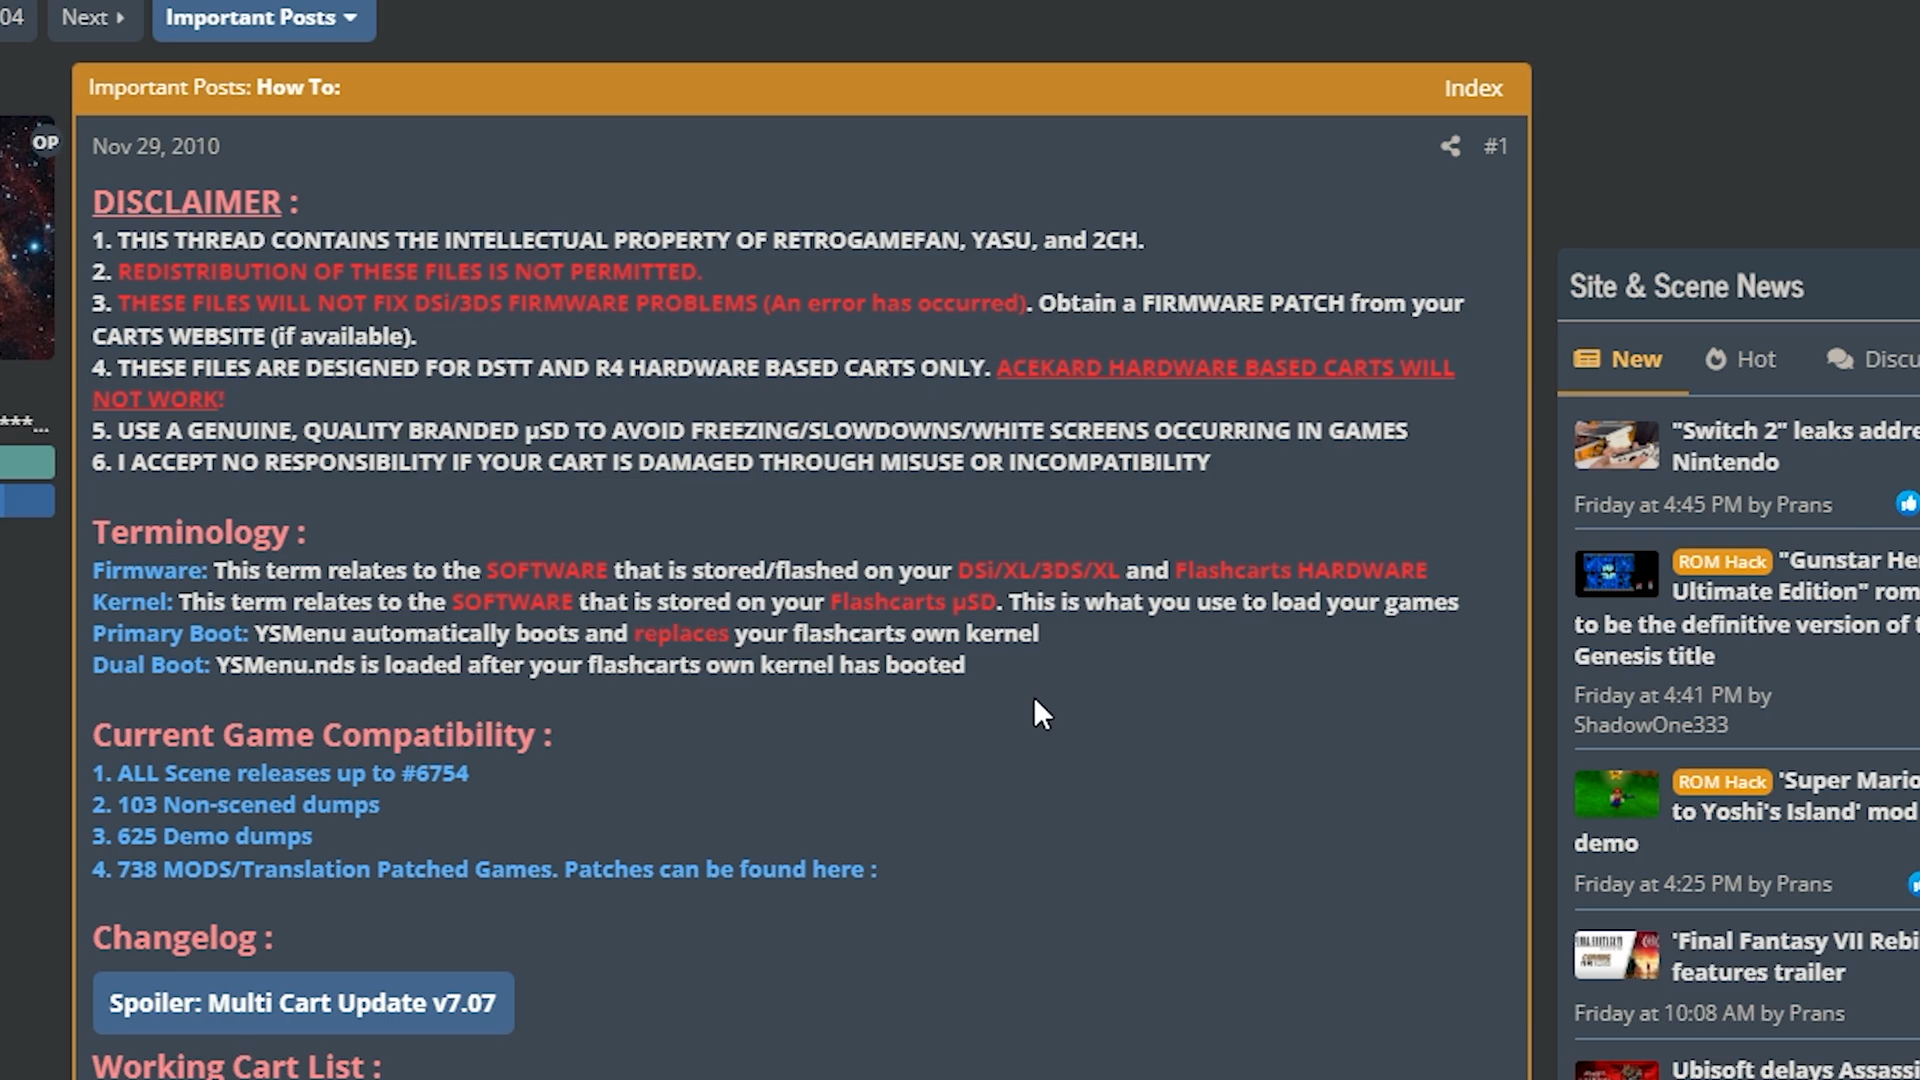 04
Next
Important Posts
Important Posts: How To:
Index
OP
Nov 29, 2010
#1
DISCLAIMER :
1. THIS THREAD CONTAINS THE INTELLECTUAL PROPERTY OF RETROGAMEFAN, YASU, and 2CH.
2. REDISTRIBUTION OF THESE FILES IS NOT PERMITTED.
3. THESE FILES WILL NOT FIX DSi/3DS FIRMWARE PROBLEMS (An error has occurred). Obtain a FIRMWARE PATCH from your
CARTS WEBSITE (if available).
4. THESE FILES ARE DESIGNED FOR DSTT AND R4 HARDWARE BASED CARTS ONLY. ACEKARD HARDWARE BASED CARTS WILL
NOT WORK!
5. USE A GENUINE, QUALITY BRANDED µSD TO AVOID FREEZING/SLOWDOWNS/WHITE SCREENS OCCURRING IN GAMES
6. I ACCEPT NO RESPONSIBILITY IF YOUR CART IS DAMAGED THROUGH MISUSE OR INCOMPATIBILITY
***...
Terminology :
Firmware: This term relates to the SOFTWARE that is stored/flashed on your DSi/XL/3DS/XL and Flashcarts HARDWARE
Kernel: This term relates to the SOFTWARE that is stored on your Flashcarts µSD. This is what you use to load your games
Primary Boot: YSMenu automatically boots and replaces your flashcarts own kernel
Dual Boot: YSMenu.nds is loaded after your flashcarts own kernel has booted
Current Game Compatibility :
1. ALL Scene releases up to #6754
2. 103 Non-scened dumps
3. 625 Demo dumps
4. 738 MODS/Translation Patched Games. Patches can be found here :
Changelog :
Spoiler: Multi Cart Update v7.07
Working Cart List :
Site & Scene News
New
Hot
Discu
"Switch 2" leaks addre
Nintendo
Friday at 4:45 PM by Prans
ROM Hack "Gunstar He
Ultimate Edition" rom
to be the definitive version of t
Genesis title
Friday at 4:41 PM by
ShadowOne333
ROM Hack 'Super Mario
to Yoshi's Island' mod
demo
Friday at 4:25 PM by Prans
'Final Fantasy VII Rebi
features trailer
Friday at 10:08 AM by Prans
Ubisoft delays Assassi